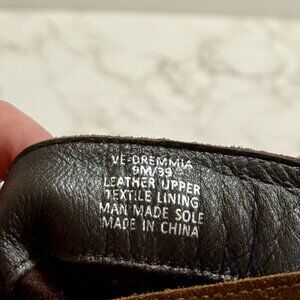 VE-DREMMIA
9M/39
LEATHER UPPER
TEXTILE LINING
MAN MADE SOLE
MADE IN CHINA